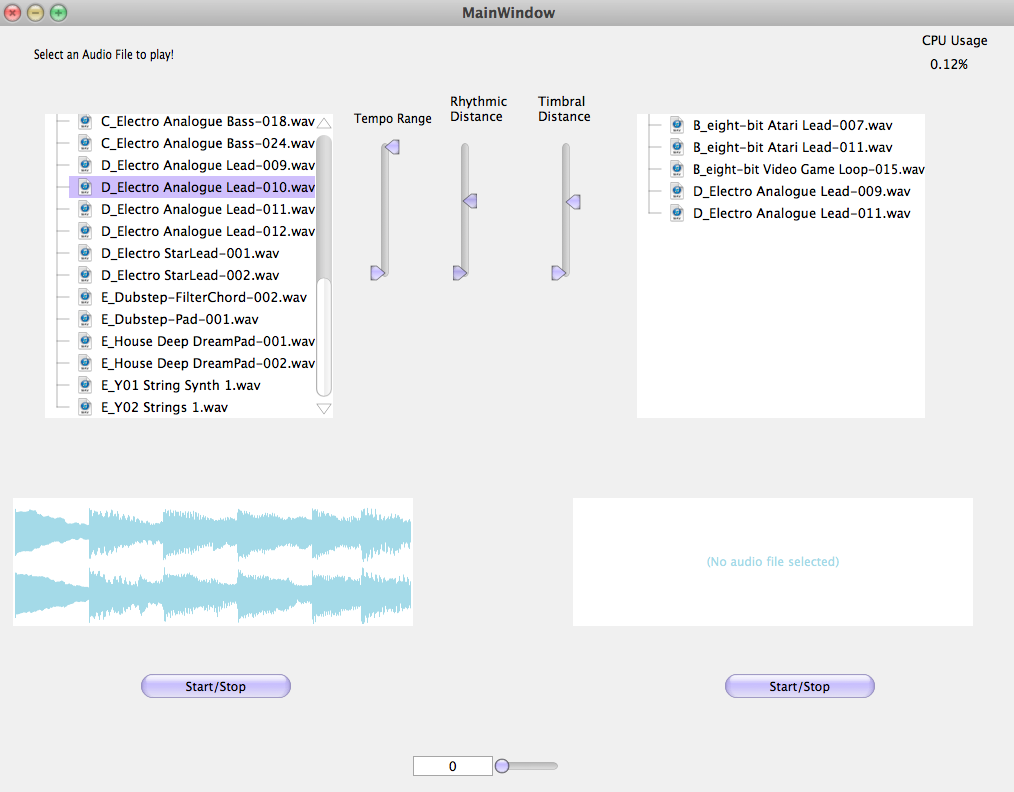 MainWindow
Select an Audio File to play!
CPU Usage
0.12%
C_Electro Analogue Bass-018.wav
C_Electro Analogue Bass-024.wav
D_Electro Analogue Lead-009.wav
D_Electro Analogue Lead-010.wav
D_Electro Analogue Lead-011.wav
D_Electro Analogue Lead-012.wav
D_Electro StarLead-001.wav
D_Electro StarLead-002.wav
E_Dubstep-FilterChord-002.wav
E_Dubstep-Pad-001.wav
E_House Deep DreamPad-001.wav
E_House Deep DreamPad-002.wav
E_Y01 String Synth 1.wav
E_Y02 Strings 1.wav
Tempo Range
Rhythmic
Distance
Timbral
Distance
B_eight-bit Atari Lead-007.wav
B_eight-bit Atari Lead-011.wav
B_eight-bit Video Game Loop-015.wav
D_Electro Analogue Lead-009.wav
D_Electro Analogue Lead-011.wav
(No audio file selected)
Start/Stop
Start/Stop
0